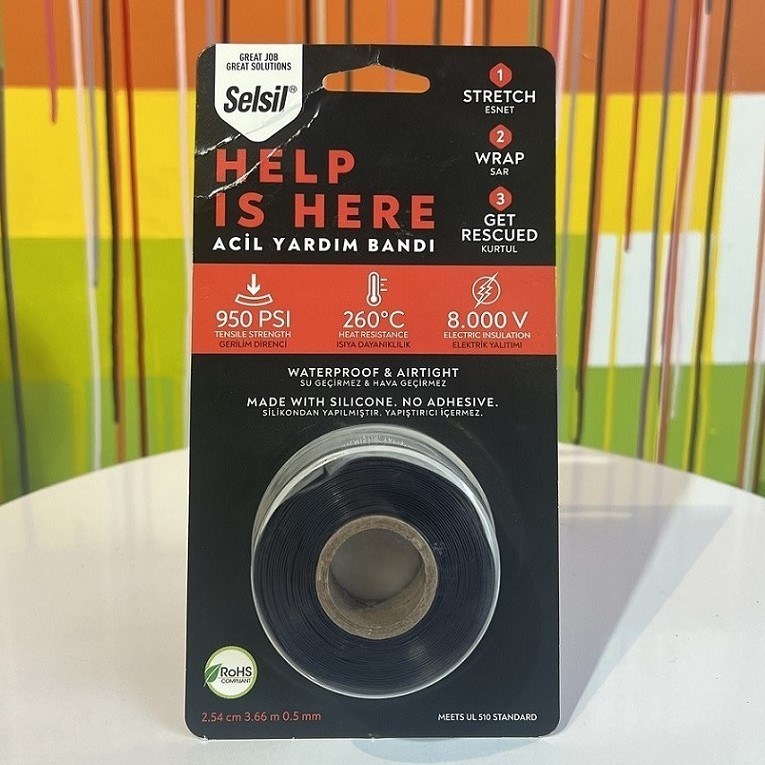 GREAT JOB
GREAT SOLUTIONS
Selsil®
HELP
IS HERE
ACİL YARDIM BANDI
1
STRETCH
ESNET
2
WRAP
SAR
3
GET
RESCUED
KURTUL
950 PSI
TENSILE STRENGTH
GERİLİM DİRENCİ
260°C
HEAT RESISTANCE
ISIYA DAYANIKLILIK
8.000 V
ELECTRIC INSULATION
ELEKTRİK YALITIMI
WATERPROOF & AIRTIGHT
SU GEÇİRMEZ & HAVA GEÇİRMEZ
MADE WITH SILICONE. NO ADHESIVE.
SİLİKONDAN YAPILMIŞTIR. YAPIŞTIRICI İÇERMEZ.
RoHS
COMPLIANT
2.54 cm 3.66 m 0.5 mm
MEETS UL 510 STANDARD